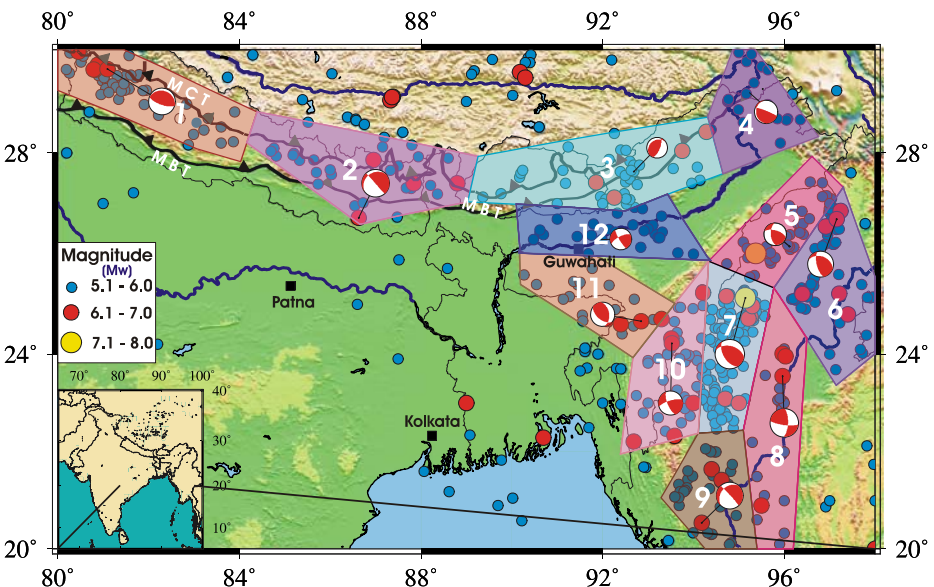 80° 84° 88° 92° 96°
28° 28°
24° 24°
20° 20°
80° 84° 88° 92° 96°
MCT
MBT
MBT
1
2
3
4
5
6
7
8
9
10
11
12
Guwahati
Patna
Kolkata
Magnitude
(Mw)
5.1 - 6.0
6.1 - 7.0
7.1 - 8.0
70° 80° 90° 100°
40°
30°
20°
10°